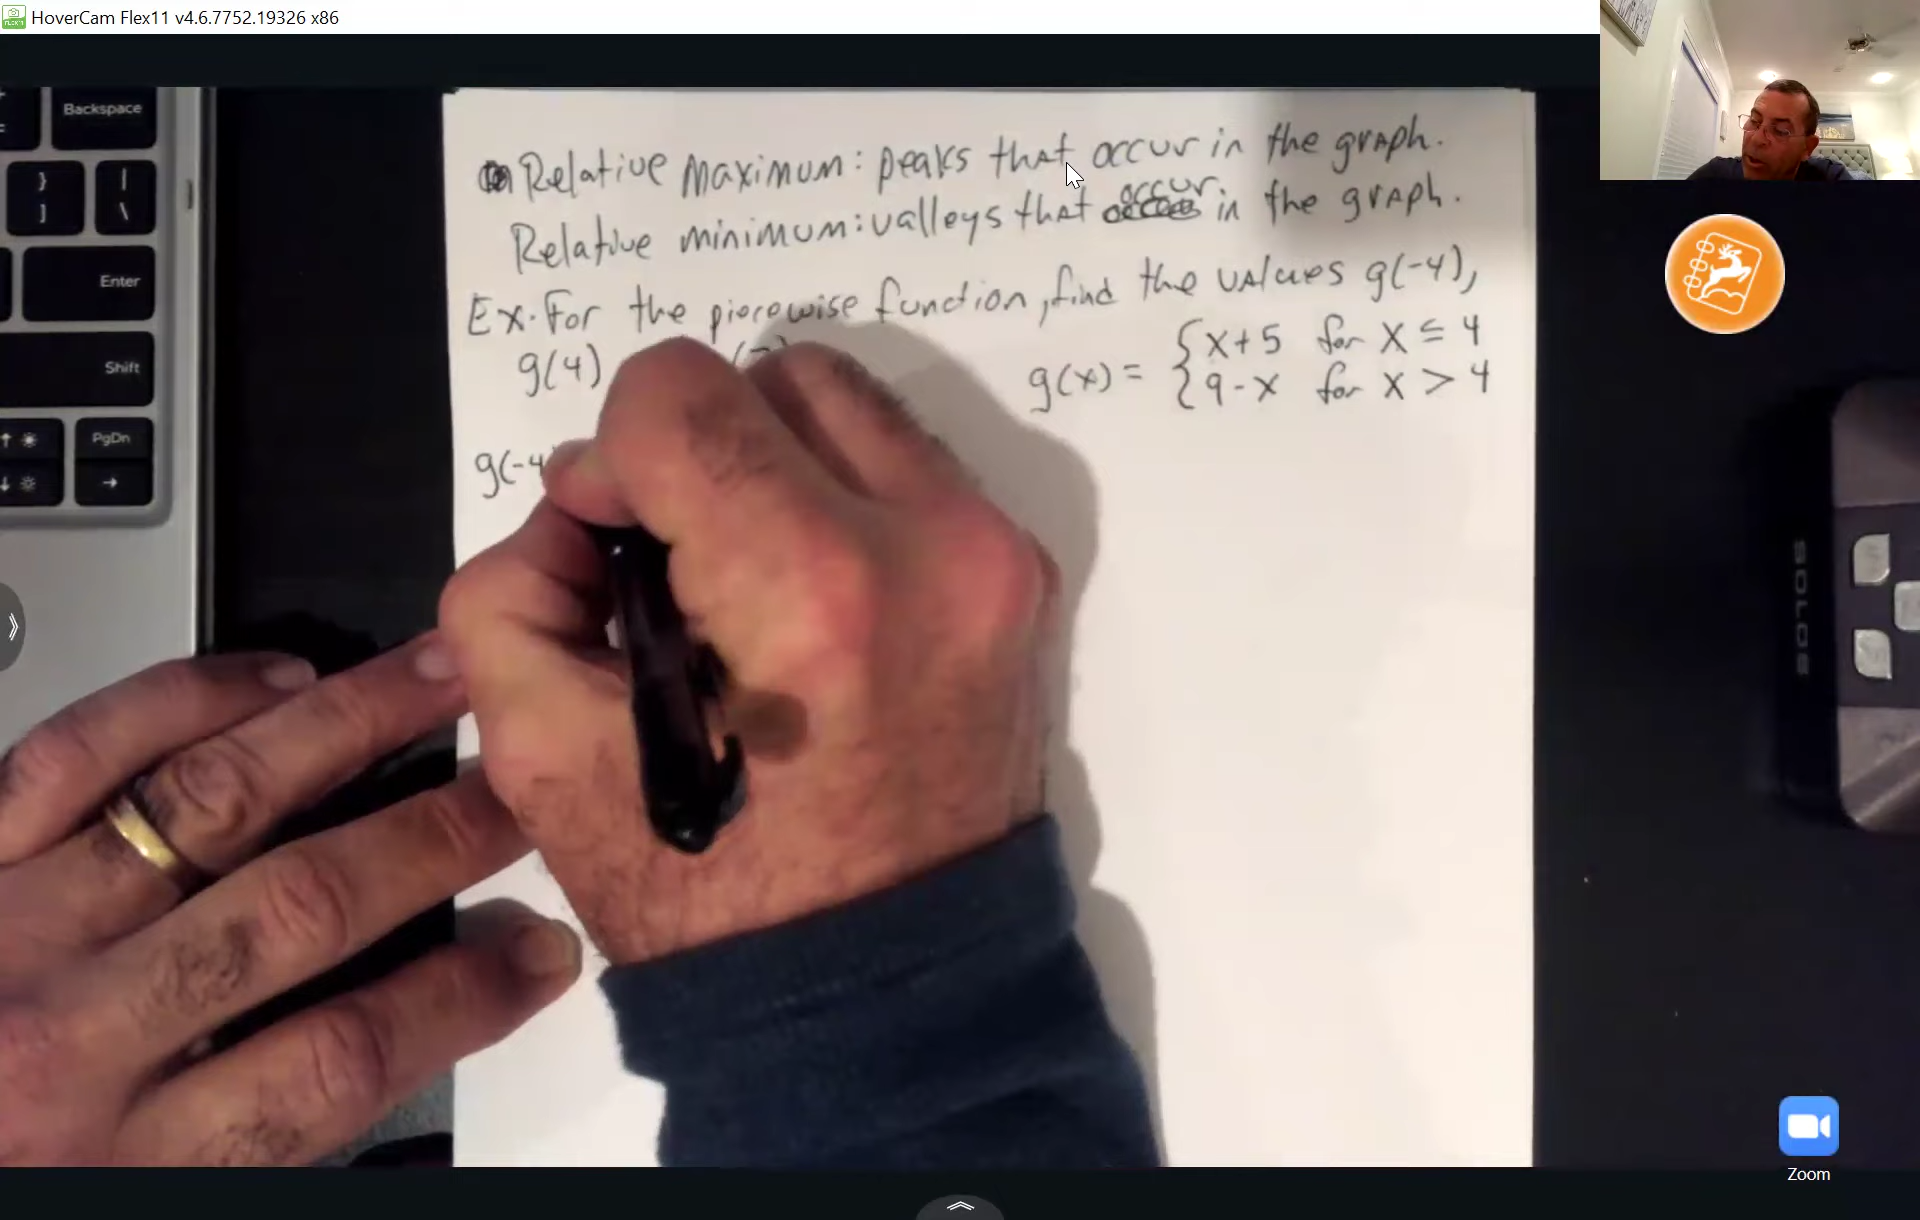 HoverCam Flex11 v4.6.7752.19326 x86
Backspace
}
]
|
\
Enter
Shift
PgDn
Relative Maximum: peaks that occur in the graph.
Relative minimum: valleys that occur in the graph.
Ex. For the piecewise function, find the values g(-4),
g(4)
g(x) = { x+5 for x ≤ 4
{ 9-x for x > 4
g(-4
SOLOS
Zoom